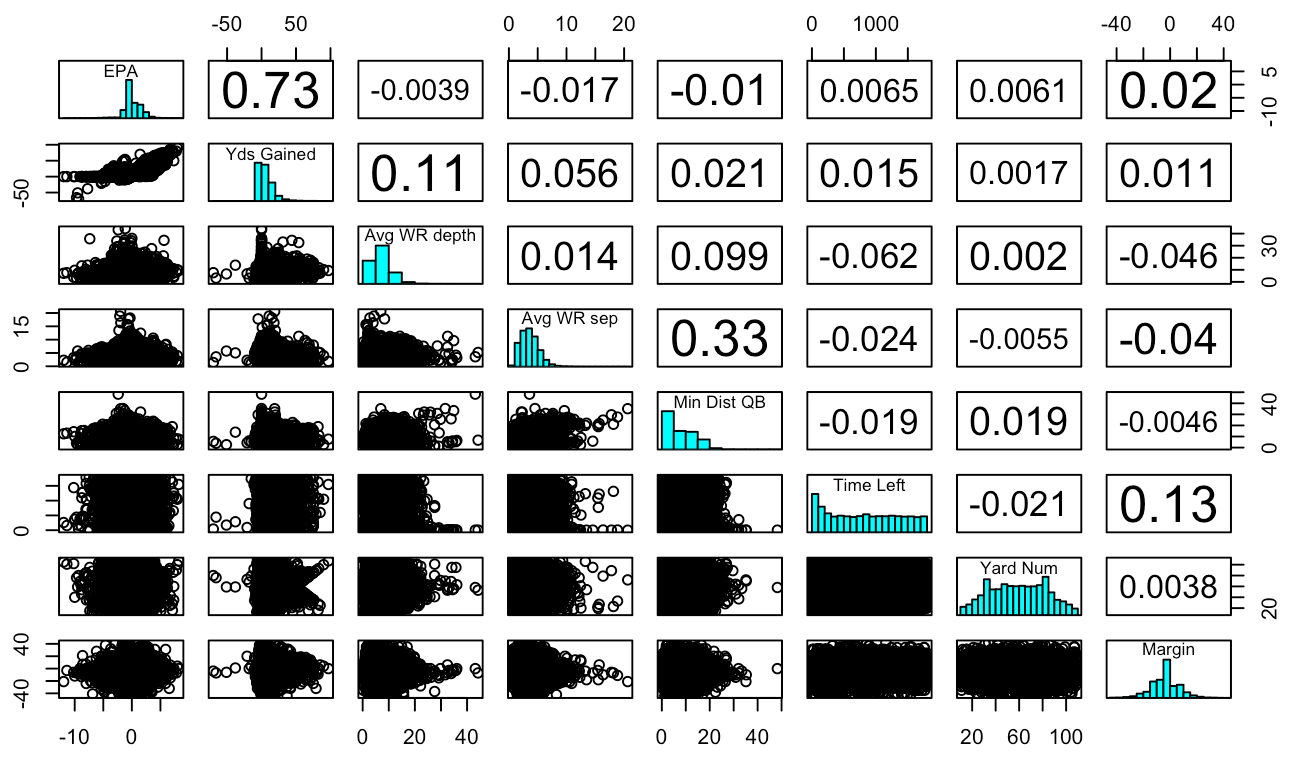 -50 50 0 10 20 0 1000 -40 0 40
EPA 0.73 -0.0039 -0.017 -0.01 0.0065 0.0061 0.02 -10 5
-50 Yds Gained 0.11 0.056 0.021 0.015 0.0017 0.011
Avg WR depth 0.014 0.099 -0.062 0.002 -0.046 0 30
0 15 Avg WR sep 0.33 -0.024 -0.0055 -0.04
Min Dist QB -0.019 0.019 -0.0046 0 40
0 Time Left -0.021 0.13
Yard Num 0.0038 20
-40 40 Margin
-10 0 0 20 40 0 20 40 20 60 100